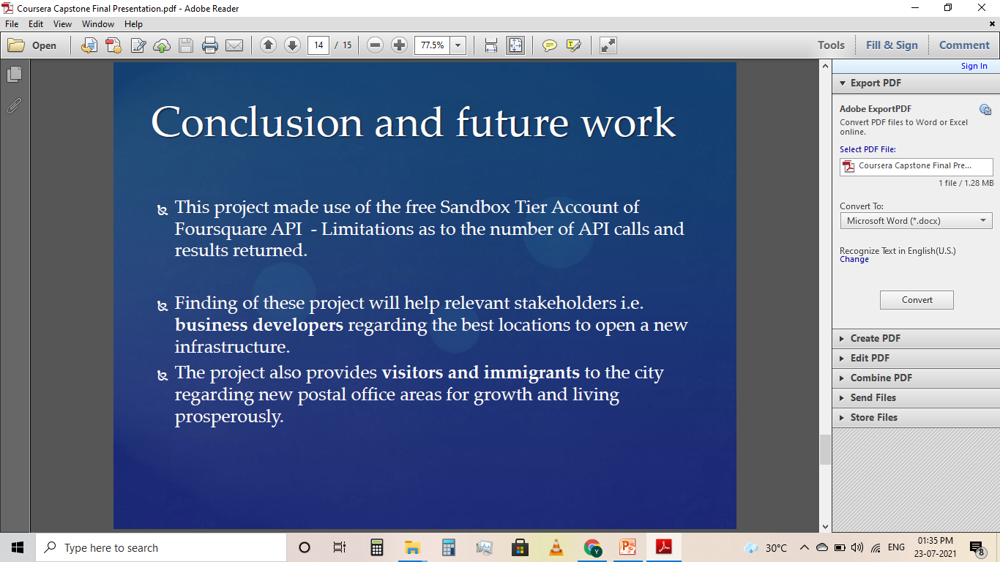 Coursera Capstone Final Presentation.pdf - Adobe Reader
File Edit View Window Help
Open 14 / 15 77.5% Tools Fill & Sign Comment
Sign In
Conclusion and future work
This project made use of the free Sandbox Tier Account of
Foursquare API - Limitations as to the number of API calls and
results returned.
Finding of these project will help relevant stakeholders i.e.
business developers regarding the best locations to open a new
infrastructure.
The project also provides visitors and immigrants to the city
regarding new postal office areas for growth and living
prosperously.
Export PDF
Adobe ExportPDF
Convert PDF files to Word or Excel
online.
Select PDF File:
Coursera Capstone Final Pre...
1 file / 1.28 MB
Convert To:
Microsoft Word (*.docx)
Recognize Text in English(U.S.)
Change
Convert
Create PDF
Edit PDF
Combine PDF
Send Files
Store Files
Type here to search
Y
30°C
ENG
01:35 PM
23-07-2021
8